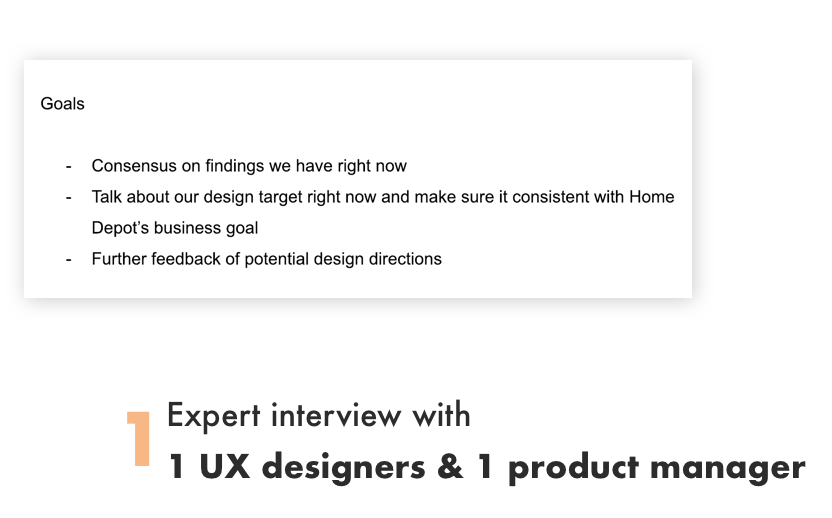 Goals
- Consensus on findings we have right now
- Talk about our design target right now and make sure it consistent with Home
Depot’s business goal
- Further feedback of potential design directions
1
Expert interview with
1 UX designers & 1 product manager